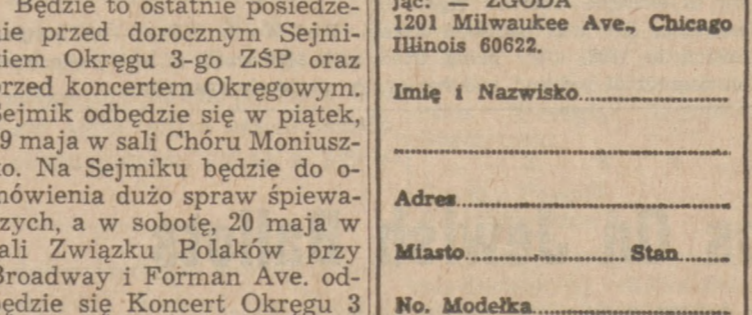 Będzie to ostatnie posiedze-
nie przed dorocznym Sejmi-
kiem Okręgu 3-go ZŚP oraz
przed koncertem Okręgowym.
Sejmik odbędzie się w piątek,
9 maja w sali Chóru Moniusz-
ko. Na Sejmiku będzie do o-
mówienia dużo spraw śpiewa-
czych, a w sobotę, 20 maja w
sali Związku Polaków przy
Broadway i Forman Ave. od-
będzie się Koncert Okręgu 3
jąc: — ZGODA
1201 Milwaukee Ave., Chicago
Illinois 60622.
Imię i Nazwisko
Adres
Miasto Stan
No. Modelka